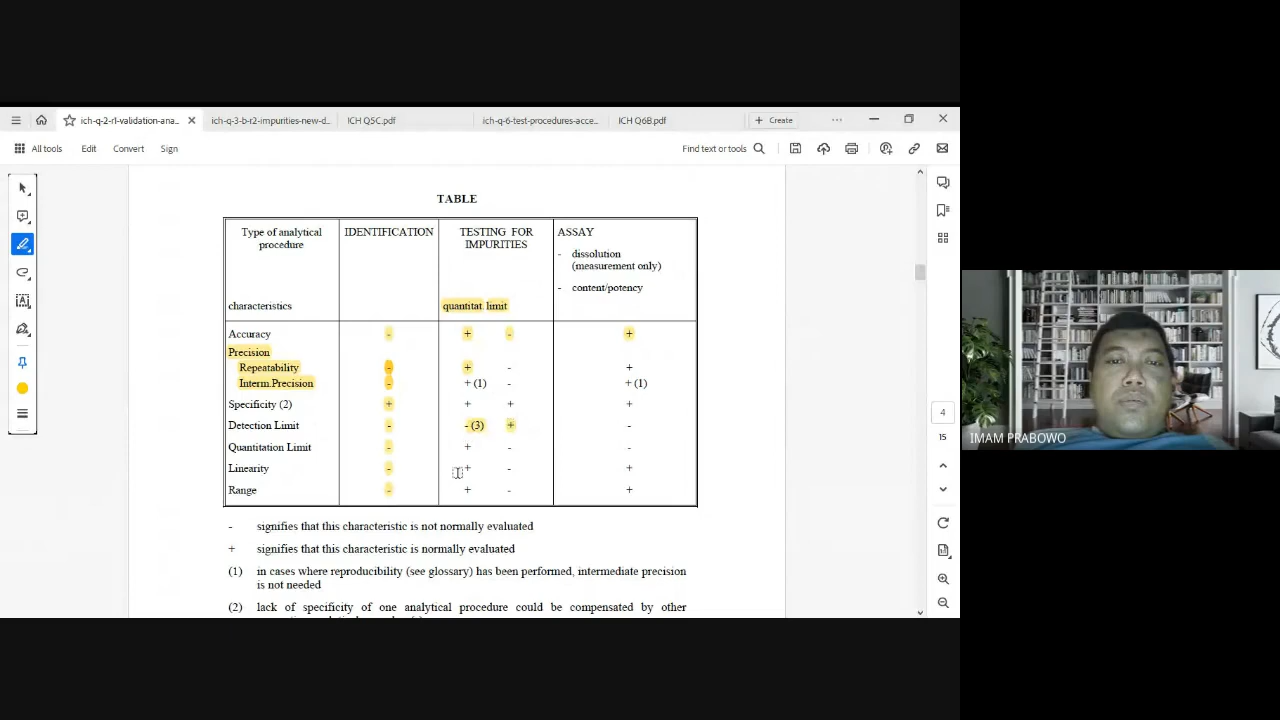 ich-q-2-r1-validation-ana...
ich-q-3-b-r2-impurities-new-d...
ICH Q5C.pdf
ich-q-6-test-procedures-acce...
ICH Q6B.pdf
+ Create
All tools Edit Convert Sign
Find text or tools
TABLE
Type of analytical procedure
IDENTIFICATION
TESTING FOR IMPURITIES
ASSAY
- dissolution
(measurement only)
- content/potency
characteristics
quantitat. limit
Accuracy - + - +
Precision
Repeatability - + - +
Interm.Precision - + (1) - + (1)
Specificity (2) + + + +
Detection Limit - - (3) + -
Quantitation Limit - + - -
Linearity - + - +
Range - + - +
- signifies that this characteristic is not normally evaluated
+ signifies that this characteristic is normally evaluated
(1) in cases where reproducibility (see glossary) has been performed, intermediate precision
is not needed
(2) lack of specificity of one analytical procedure could be compensated by other
4
15
IMAM PRABOWO